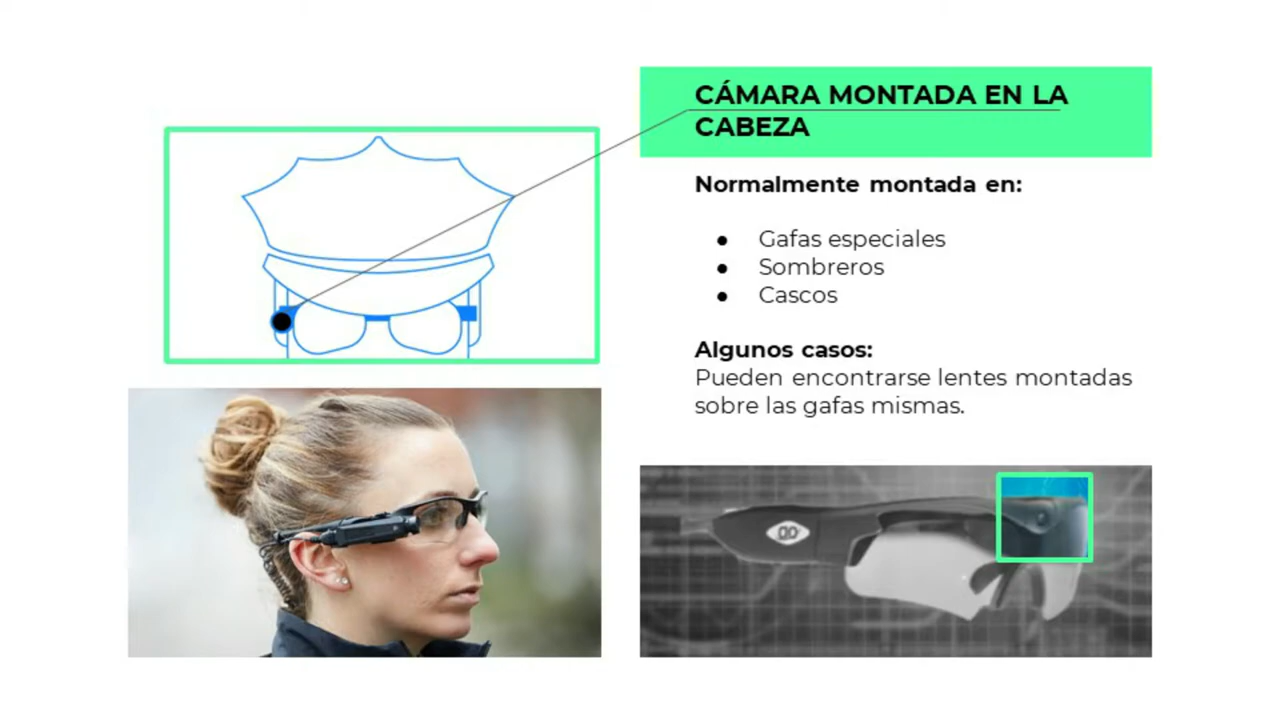 CÁMARA MONTADA EN LA
CABEZA
Normalmente montada en:
● Gafas especiales
● Sombreros
● Cascos
Algunos casos:
Pueden encontrarse lentes montadas
sobre las gafas mismas.
go